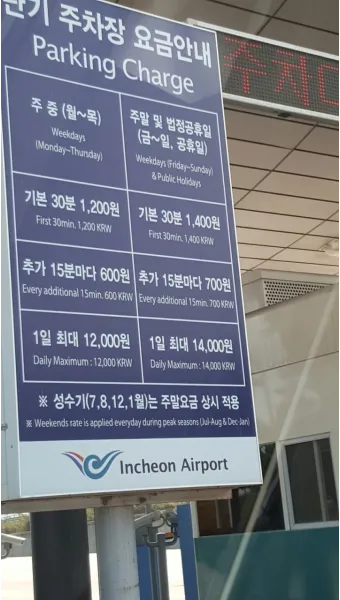 단기 주차장 요금안내
Parking Charge
주 중 (월~목)
Weekdays
(Monday~Thursday)
주말 및 법정공휴일
(금~일, 공휴일)
Weekdays (Friday~Sunday)
& Public Holidays
기본 30분 1,200원
First 30min. 1,200 KRW
기본 30분 1,400원
First 30min. 1,400 KRW
추가 15분마다 600원
Every additional 15min. 600 KRW
추가 15분마다 700원
Every additional 15min. 700 KRW
1일 최대 12,000원
Daily Maximum : 12,000 KRW
1일 최대 14,000원
Daily Maximum : 14,000 KRW
※ 성수기(7,8,12,1월)는 주말요금 상시 적용
※ Weekends rate is applied everyday during peak seasons (Jul-Aug & Dec-Jan)
Incheon Airport